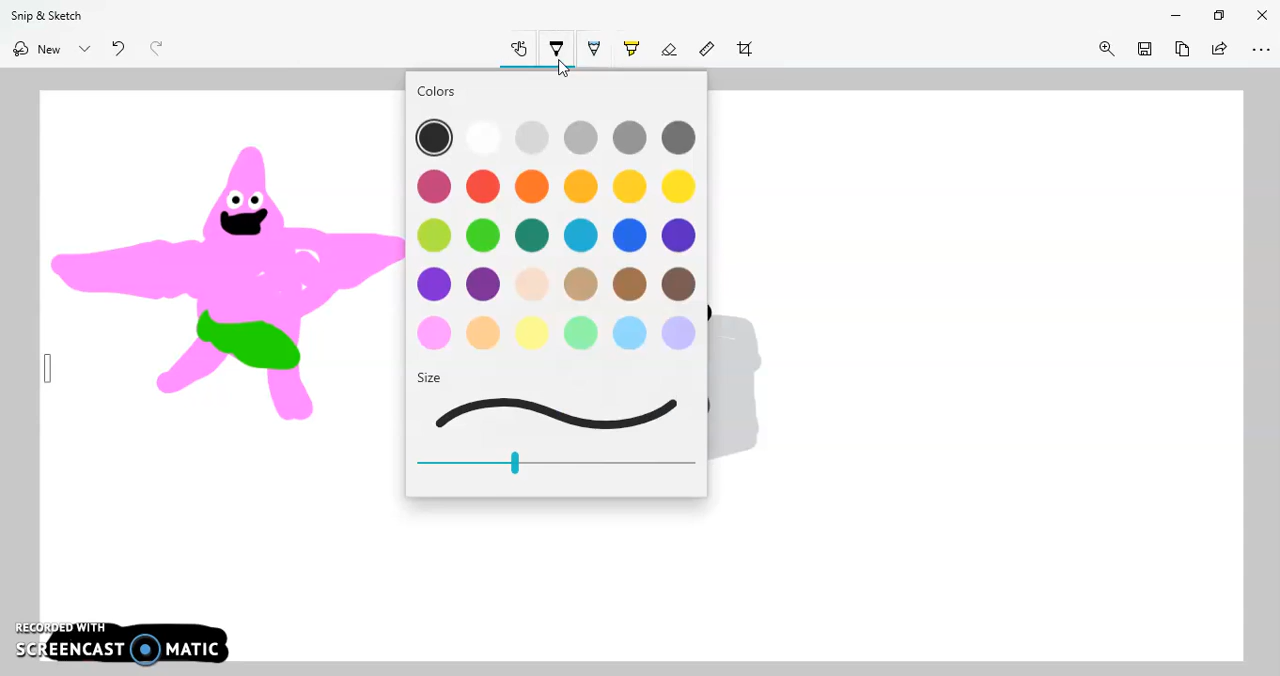 Snip & Sketch
New
Colors
Size
RECORDED WITH
SCREENCAST MATIC